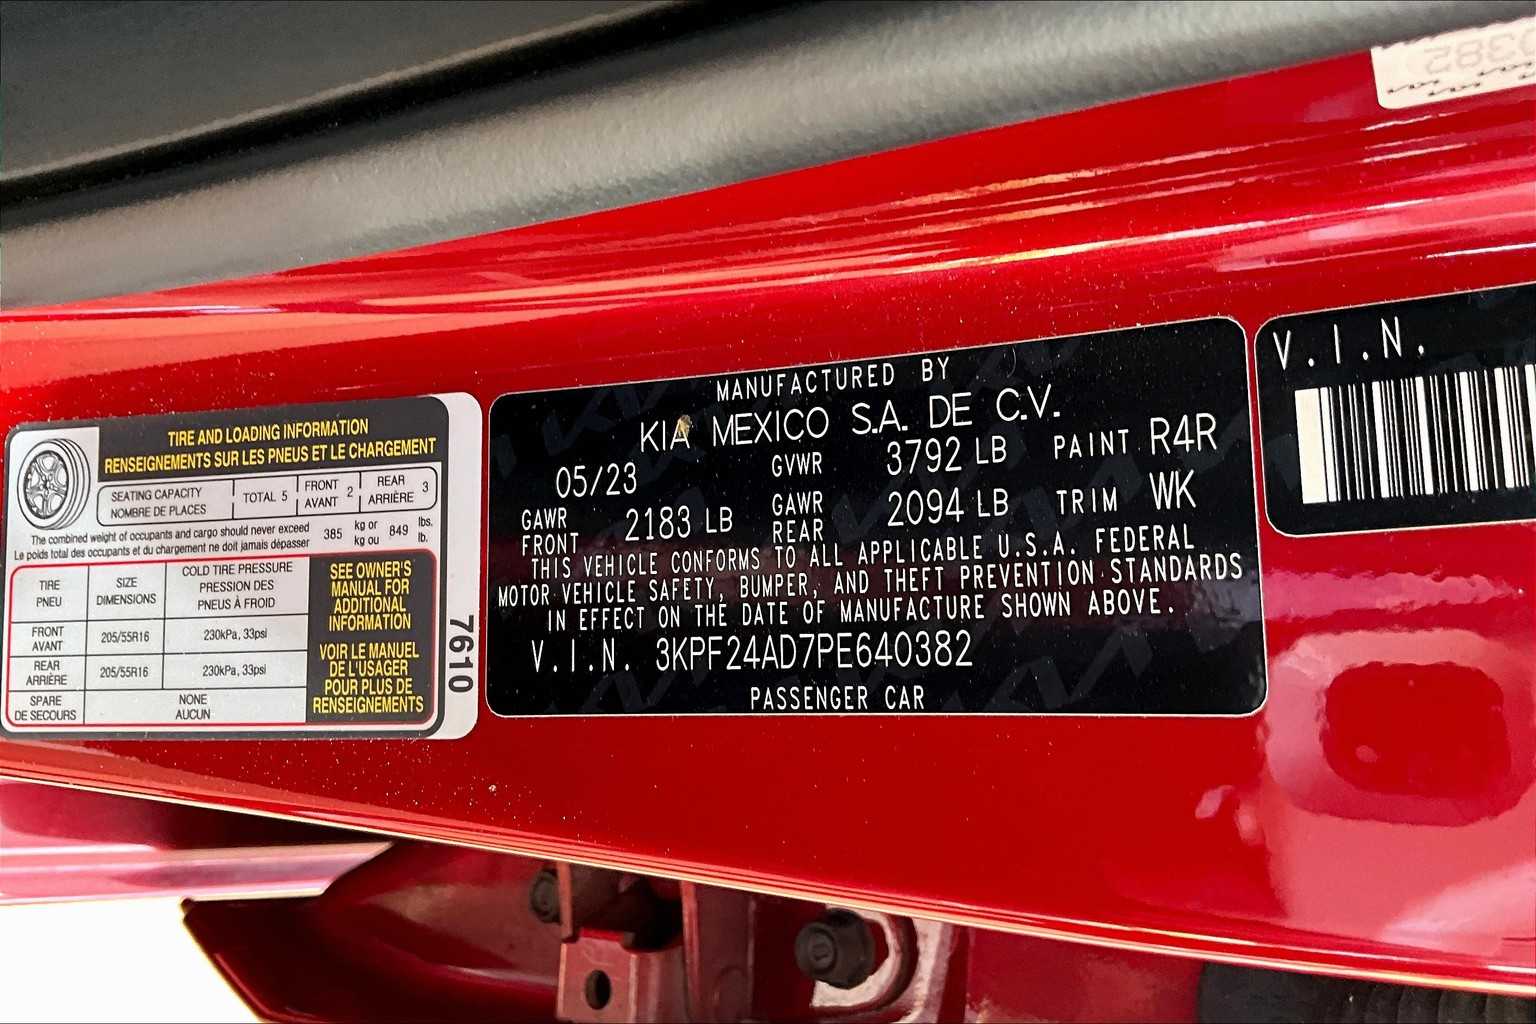 0382
TIRE AND LOADING INFORMATION
RENSEIGNEMENTS SUR LES PNEUS ET LE CHARGEMENT
SEATING CAPACITY
NOMBRE DE PLACES
TOTAL 5
FRONT
AVANT 2
REAR
ARRIÈRE 3
The combined weight of occupants and cargo should never exceed
Le poids total des occupants et du chargement ne doit jamais dépasser
385 kg or 849 lbs.
kg ou lb.
TIRE
PNEU
SIZE
DIMENSIONS
COLD TIRE PRESSURE
PRESSION DES
PNEUS À FROID
FRONT
AVANT
205/55R16
230kPa, 33psi
REAR
ARRIÈRE
205/55R16
230kPa, 33psi
SPARE
DE SECOURS
NONE
AUCUN
SEE OWNER'S
MANUAL FOR
ADDITIONAL
INFORMATION
VOIR LE MANUEL
DE L'USAGER
POUR PLUS DE
RENSEIGNEMENTS
7610
MANUFACTURED BY
KIA MEXICO S.A. DE C.V.
05/23 GVWR 3792 LB PAINT R4R
GAWR
FRONT 2183 LB
GAWR
REAR 2094 LB TRIM WK
THIS VEHICLE CONFORMS TO ALL APPLICABLE U.S.A. FEDERAL
MOTOR VEHICLE SAFETY, BUMPER, AND THEFT PREVENTION STANDARDS
IN EFFECT ON THE DATE OF MANUFACTURE SHOWN ABOVE.
V.I.N. 3KPF24AD7PE640382
PASSENGER CAR
V.I.N.